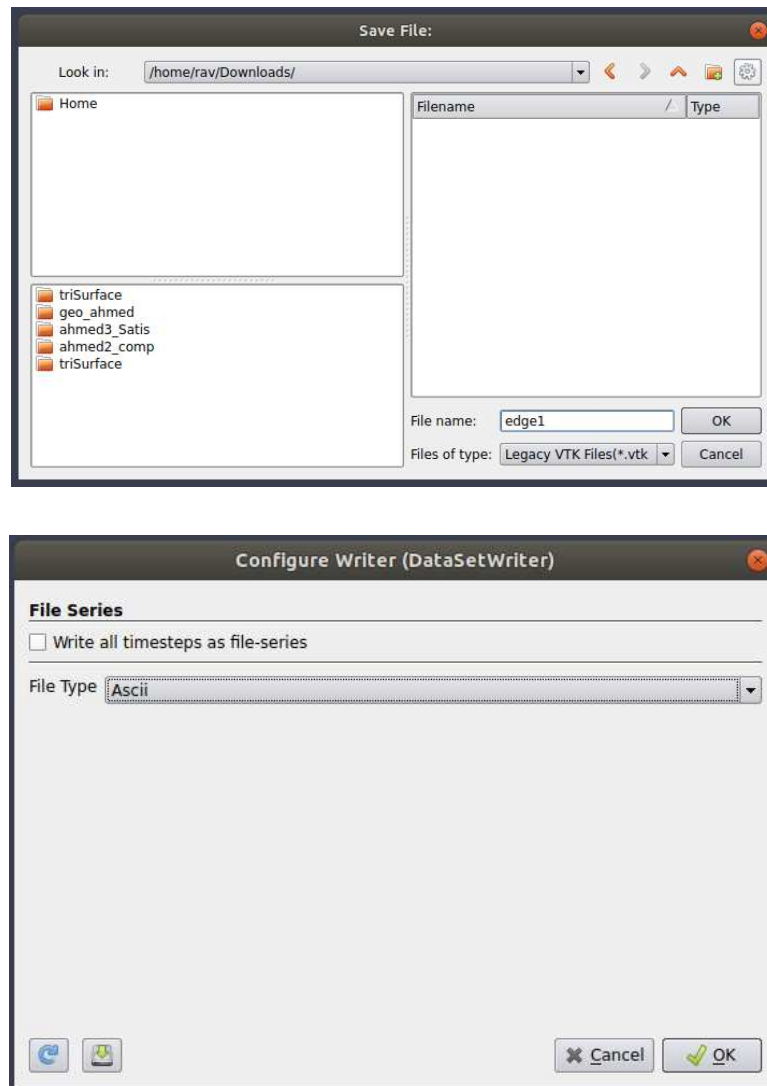 Save File:
Look in: /home/rav/Downloads/
Home
Filename Type
triSurface
geo_ahmed
ahmed3_Satis
ahmed2_comp
triSurface
File name: edge1 OK
Files of type: Legacy VTK Files(*.vtk Cancel
Configure Writer (DataSetWriter)
File Series
Write all timesteps as file-series
File Type Ascii
Cancel OK